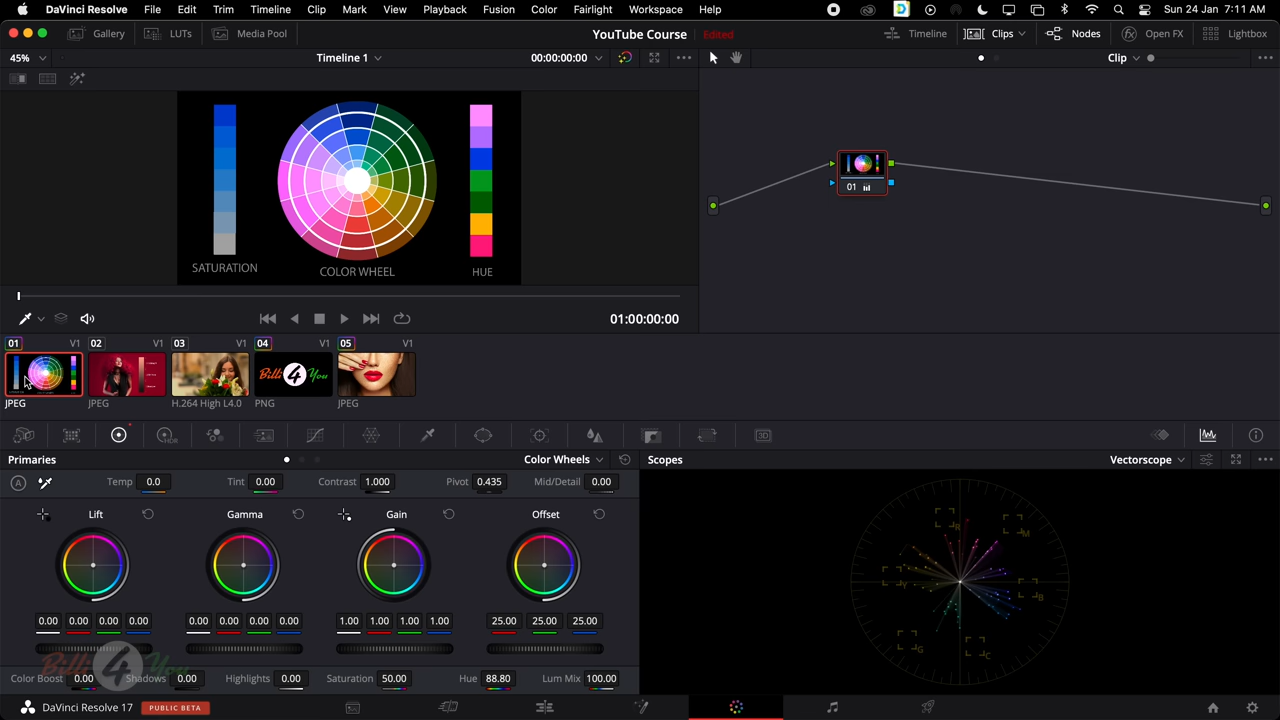 DaVinci Resolve File Edit Trim Timeline Clip Mark View Playback Fusion Color Fairlight Workspace Help Sun 24 Jan 7:11 AM
Gallery LUTs Media Pool YouTube Course Edited Timeline Clips Nodes Open FX Lightbox
45% Timeline 1 00:00:00:00 Clip
SATURATION COLOR WHEEL HUE
01
01:00:00:00
01 V1 02 V1 03 V1 04 V1 05 V1
Billi 4 You
JPEG JPEG H.264 High L4.0 PNG JPEG
HDR 3D
Primaries Color Wheels Scopes Vectorscope
A Temp 0.0 Tint 0.00 Contrast 1.000 Pivot 0.435 Mid/Detail 0.00
Lift Gamma Gain Offset
R M
Y B
G C
0.00 0.00 0.00 0.00 0.00 0.00 0.00 0.00 1.00 1.00 1.00 1.00 25.00 25.00 25.00
Billi 4 You
Color Boost 0.00 Shadows 0.00 Highlights 0.00 Saturation 50.00 Hue 88.80 Lum Mix 100.00
DaVinci Resolve 17 PUBLIC BETA